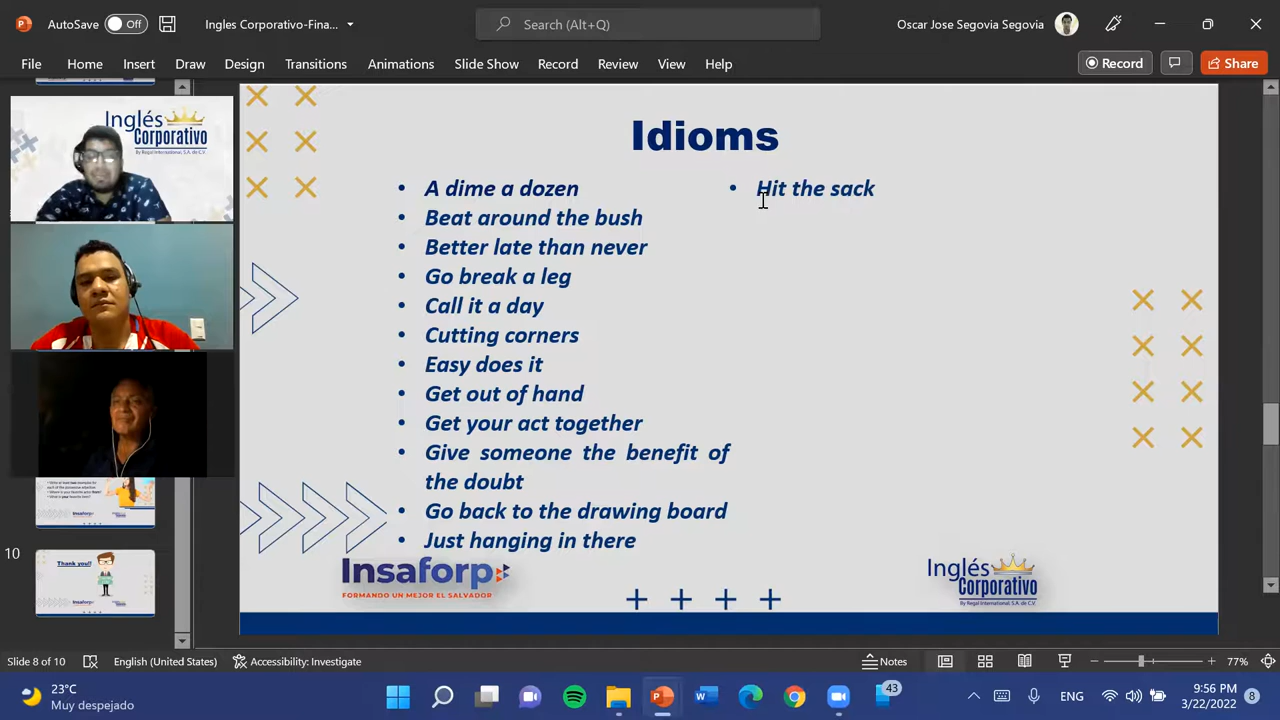 AutoSave Off Ingles Corporativo-Fina... Search (Alt+Q) Oscar Jose Segovia Segovia
File Home Insert Draw Design Transitions Animations Slide Show Record Review View Help Record Share
Inglés
Corporativo
By Regal International, S.A. de C.V.
Idioms
• A dime a dozen
• Beat around the bush
• Better late than never
• Go break a leg
• Call it a day
• Cutting corners
• Easy does it
• Get out of hand
• Get your act together
• Give someone the benefit of
the doubt
• Go back to the drawing board
• Just hanging in there
• Hit the sack
Insaforp
FORMANDO UN MEJOR EL SALVADOR
Inglés
Corporativo
By Regal International, S.A. de C.V.
Insaforp
10
Thank you!!
Insaforp
Slide 8 of 10 English (United States) Accessibility: Investigate Notes 77%
23°C
Muy despejado
43
ENG
9:56 PM
3/22/2022
8